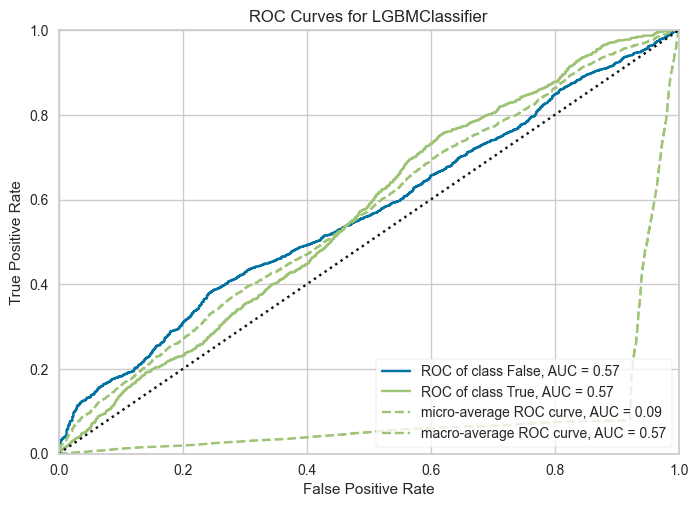 ROC Curves for LGBMClassifier
True Positive Rate
1.0
0.8
0.6
0.4
0.2
0.0
ROC of class False, AUC = 0.57
ROC of class True, AUC = 0.57
micro-average ROC curve, AUC = 0.09
macro-average ROC curve, AUC = 0.57
0.0 0.2 0.4 0.6 0.8 1.0
False Positive Rate